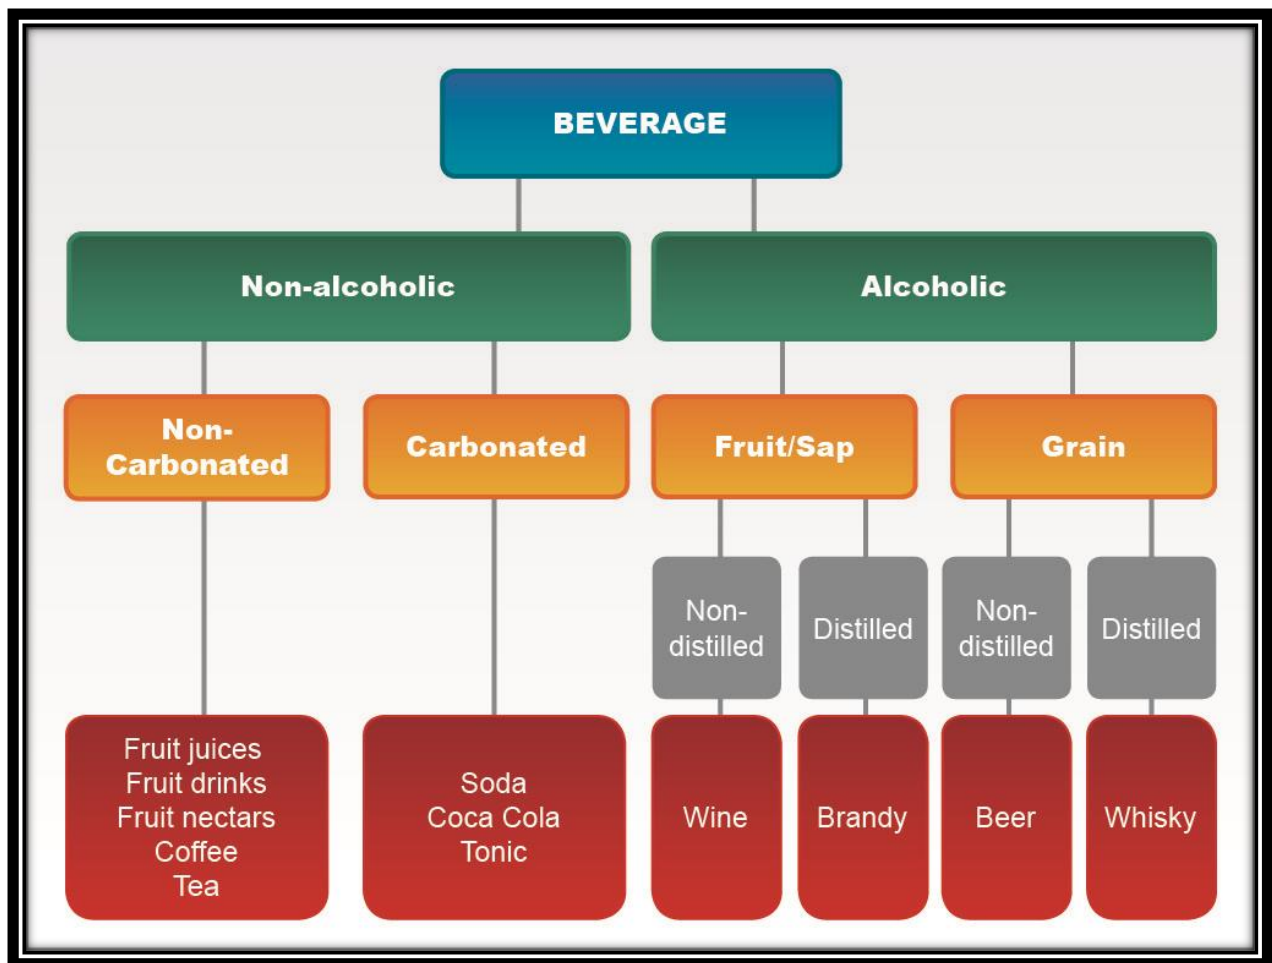 BEVERAGE
Non-alcoholic
Alcoholic
Non-
Carbonated
Carbonated
Fruit/Sap
Grain
Non-
distilled
Distilled
Non-
distilled
Distilled
Fruit juices
Fruit drinks
Fruit nectars
Coffee
Tea
Soda
Coca Cola
Tonic
Wine
Brandy
Beer
Whisky